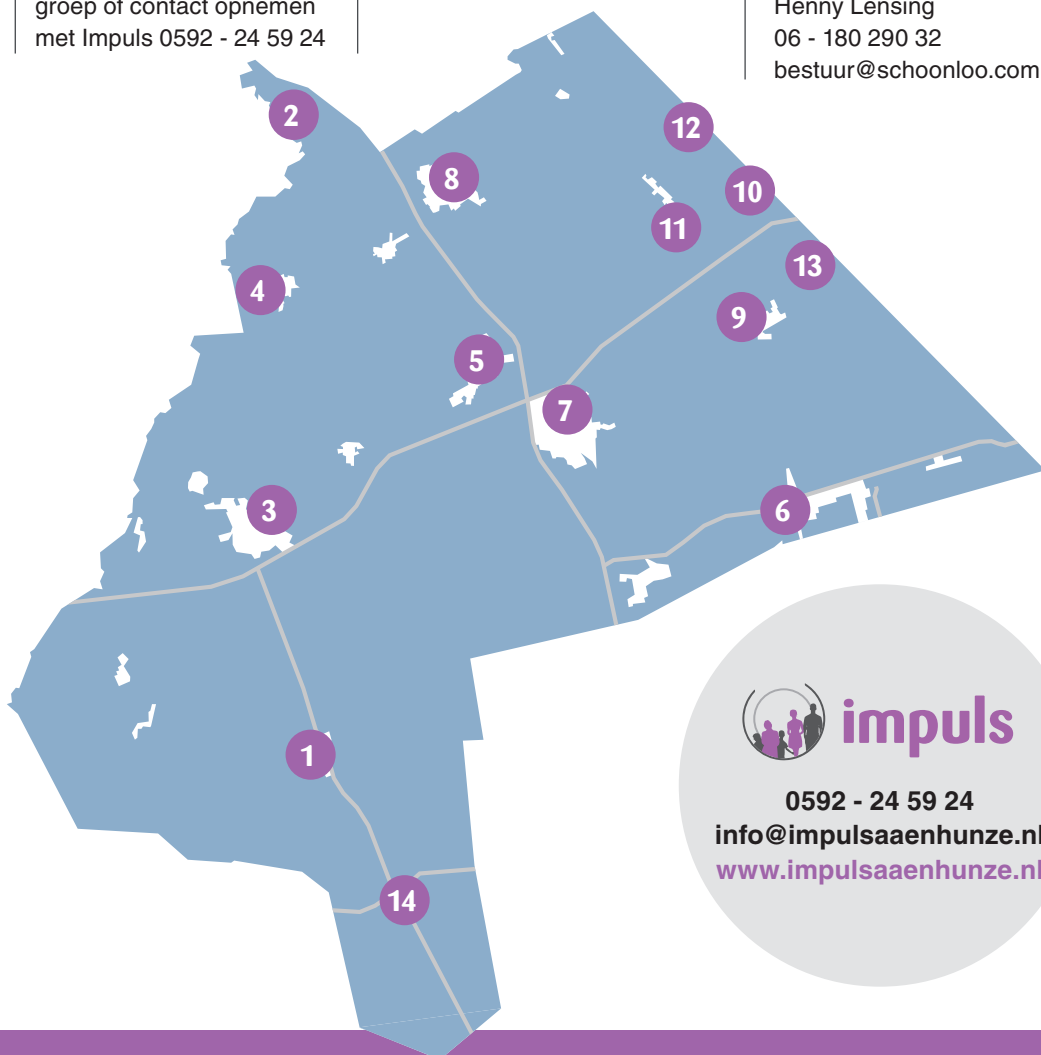 groep of contact opnemen
met Impuls 0592 - 24 59 24
Henny Lensing
06 - 180 290 32
bestuur@schoonloo.com
2
12
8
10
11
13
4
9
5
7
3
6
impuls
1
0592 - 24 59 24
info@impulsaaenhunze.nl
www.impulsaaenhunze.nl
14